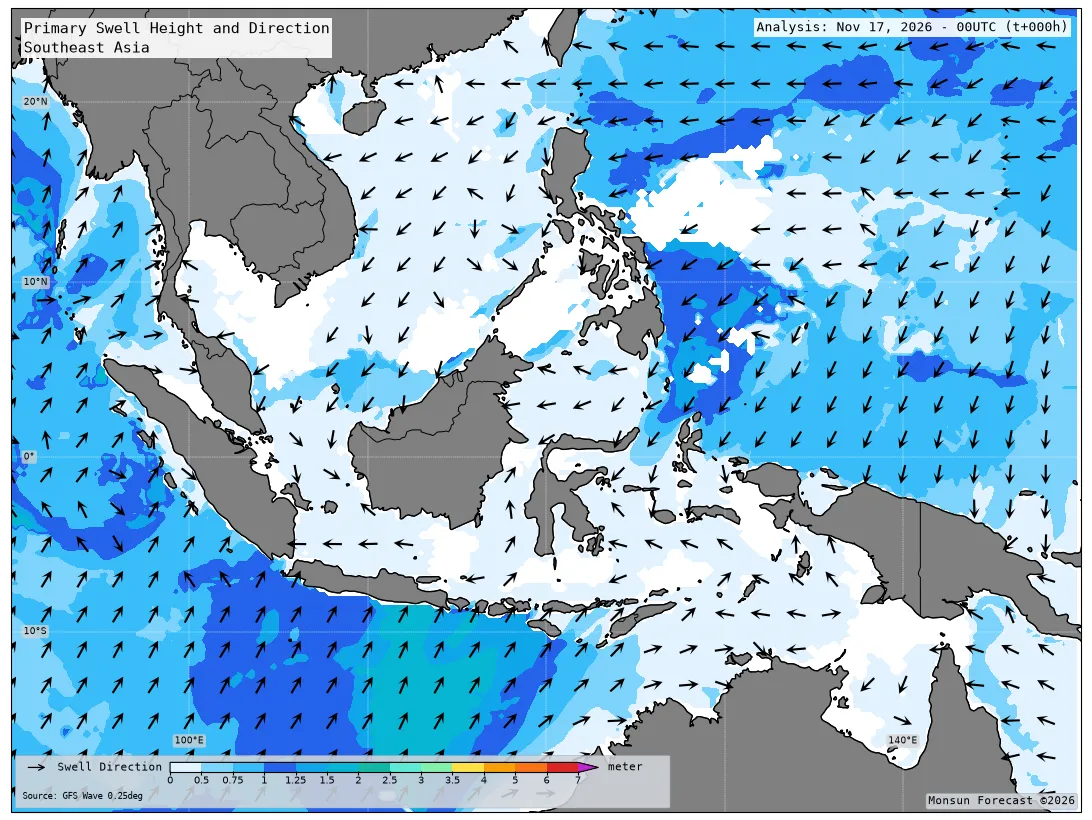 Primary Swell Height and Direction
Southeast Asia
Analysis: Nov 17, 2026 - 00UTC (t+000h)
20°N
10°N
0°
10°S
100°E
140°E
Swell Direction
0 0.5 0.75 1 1.25 1.5 2 2.5 3 3.5 4 5 6 7
meter
Source: GFS Wave 0.25deg
Monsun Forecast ©2026